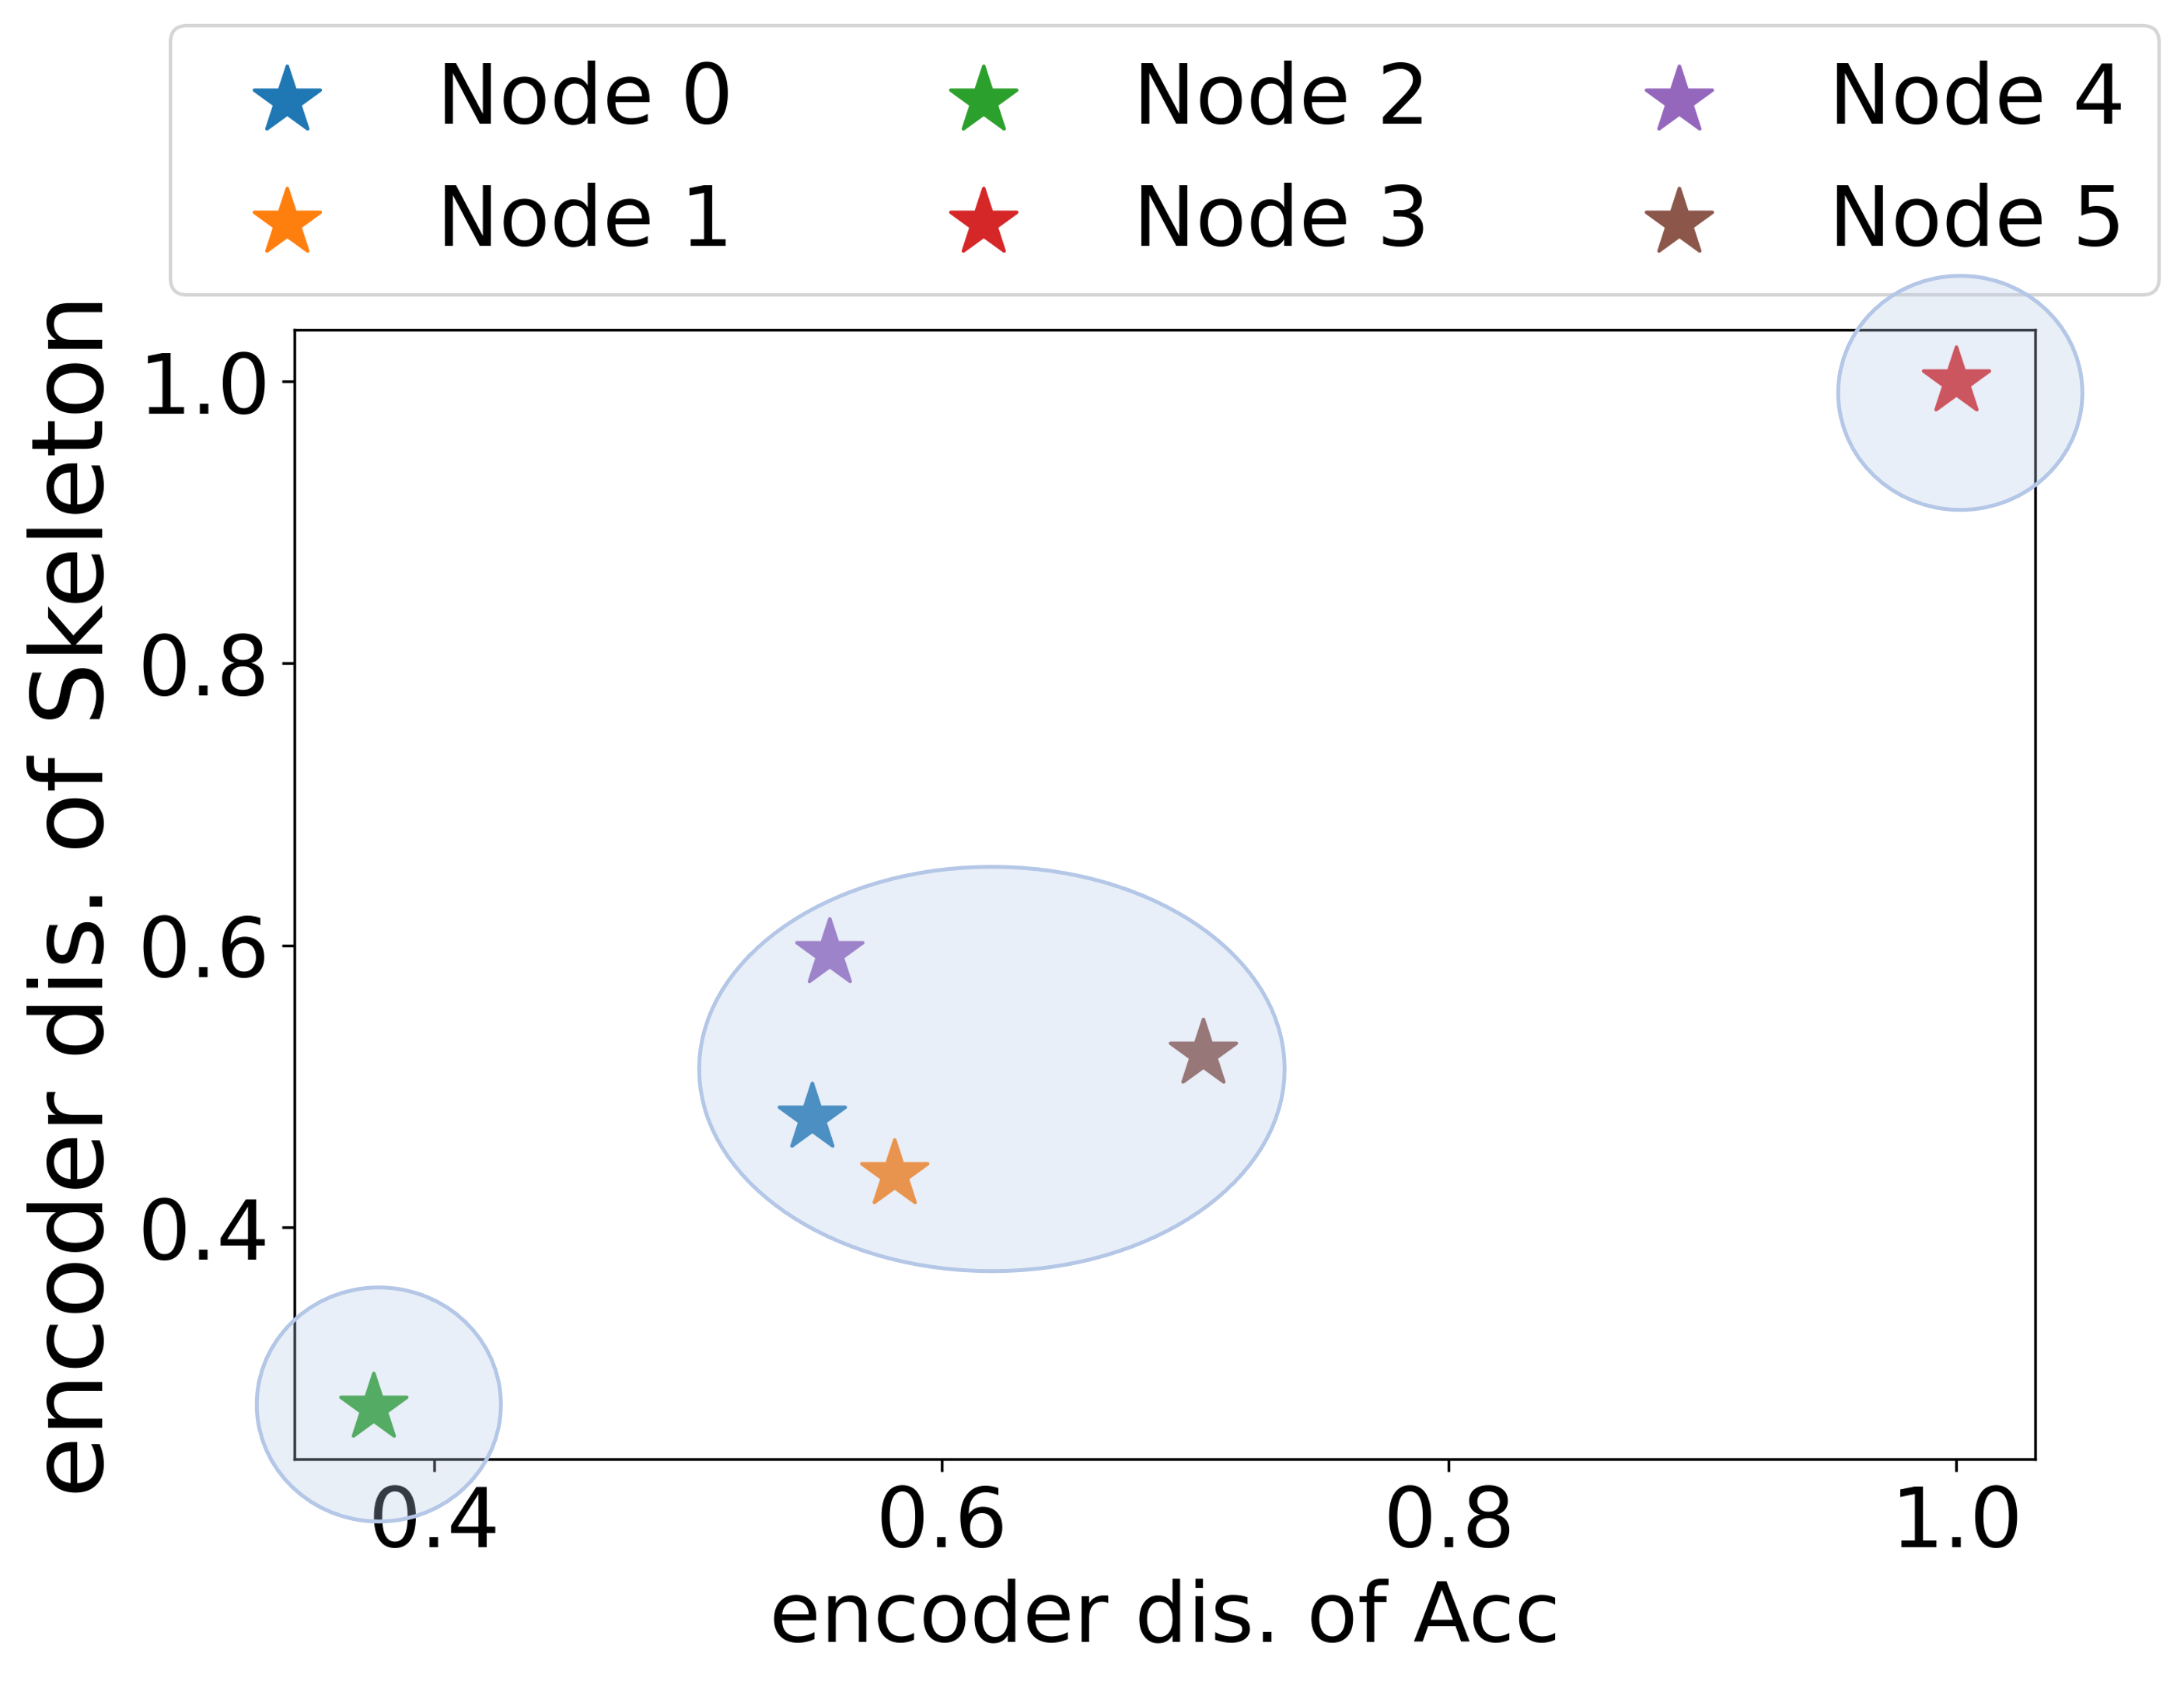 Node 0 Node 2 Node 4
Node 1 Node 3 Node 5
encoder dis. of Skeleton
1.0
0.8
0.6
0.4
0.4 0.6 0.8 1.0
encoder dis. of Acc